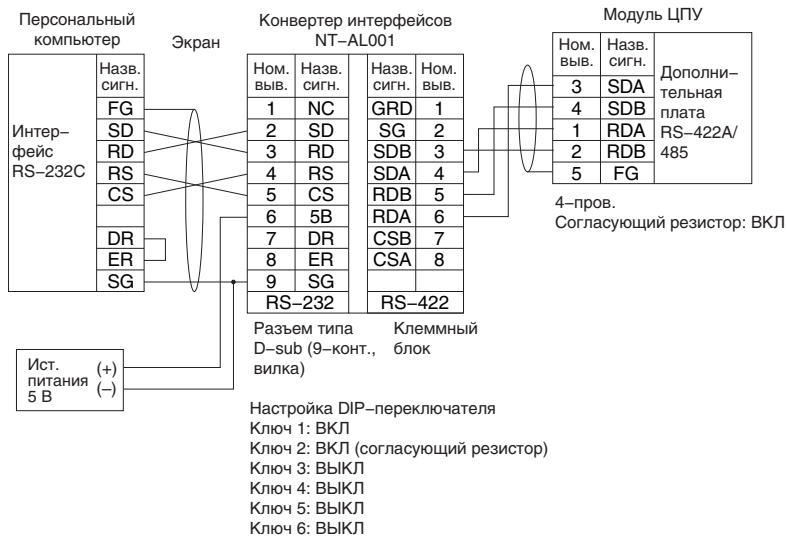 Персональный
компьютер
Экран
Конвертер интерфейсов
NT–AL001
Модуль ЦПУ
Интер–
фейс
RS–232C
Назв.
сигн.
FG
SD
RD
RS
CS
DR
ER
SG
Ном. Назв.
выв. сигн.
1 NC
2 SD
3 RD
4 RS
5 CS
6 5В
7 DR
8 ER
9 SG
RS–232
Назв. Ном.
сигн. выв.
GRD 1
SG 2
SDB 3
SDA 4
RDB 5
RDA 6
CSB 7
CSA 8
RS–422
Ном. Назв.
выв. сигн.
3 SDA
4 SDB
1 RDA
2 RDB
5 FG
Дополни–
тельная
плата
RS–422A/
485
4–пров.
Согласующий резистор: ВКЛ
Разъем типа
D–sub (9–конт.,
вилка)
Клеммный
блок
Ист.
питания
5 В
(+)
(–)
Настройка DIP–переключателя
Ключ 1: ВКЛ
Ключ 2: ВКЛ (согласующий резистор)
Ключ 3: ВЫКЛ
Ключ 4: ВЫКЛ
Ключ 5: ВЫКЛ
Ключ 6: ВЫКЛ